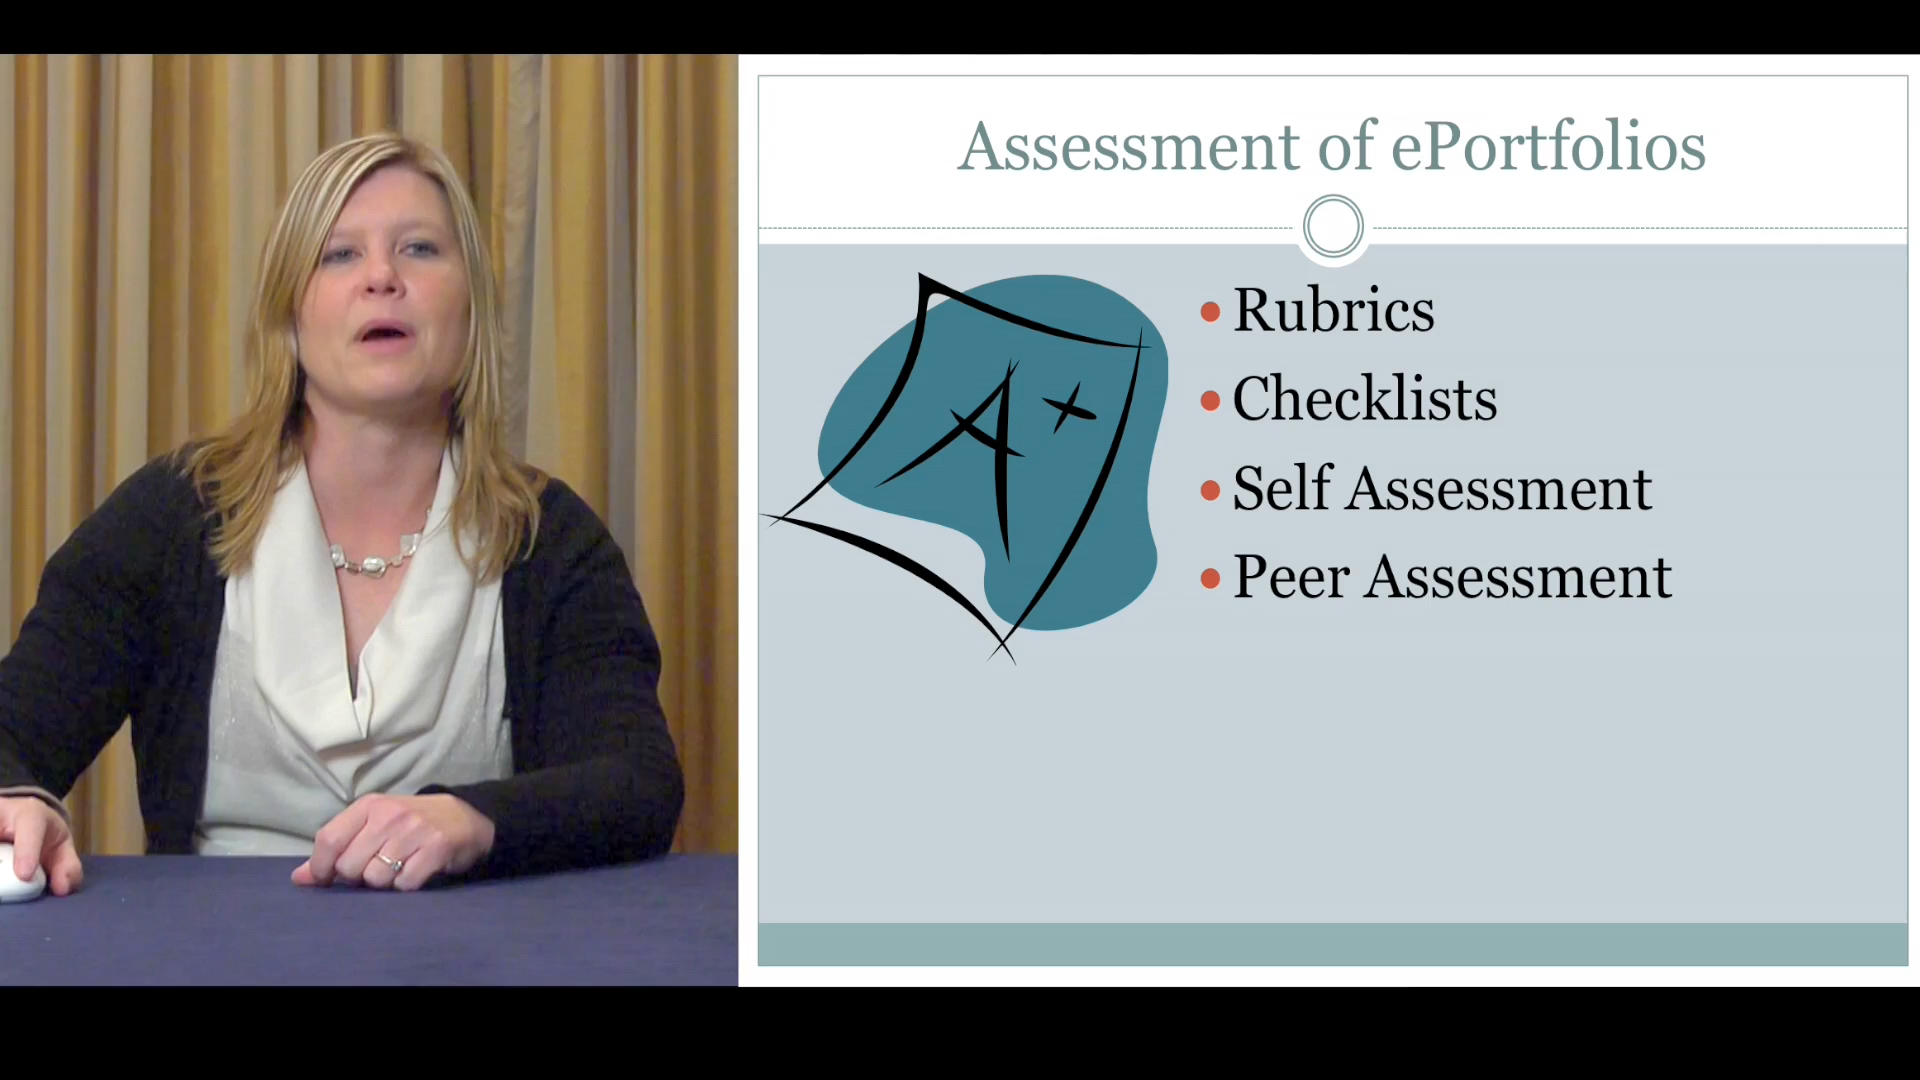 Assessment of ePortfolios
A+
Rubrics
Checklists
Self Assessment
Peer Assessment